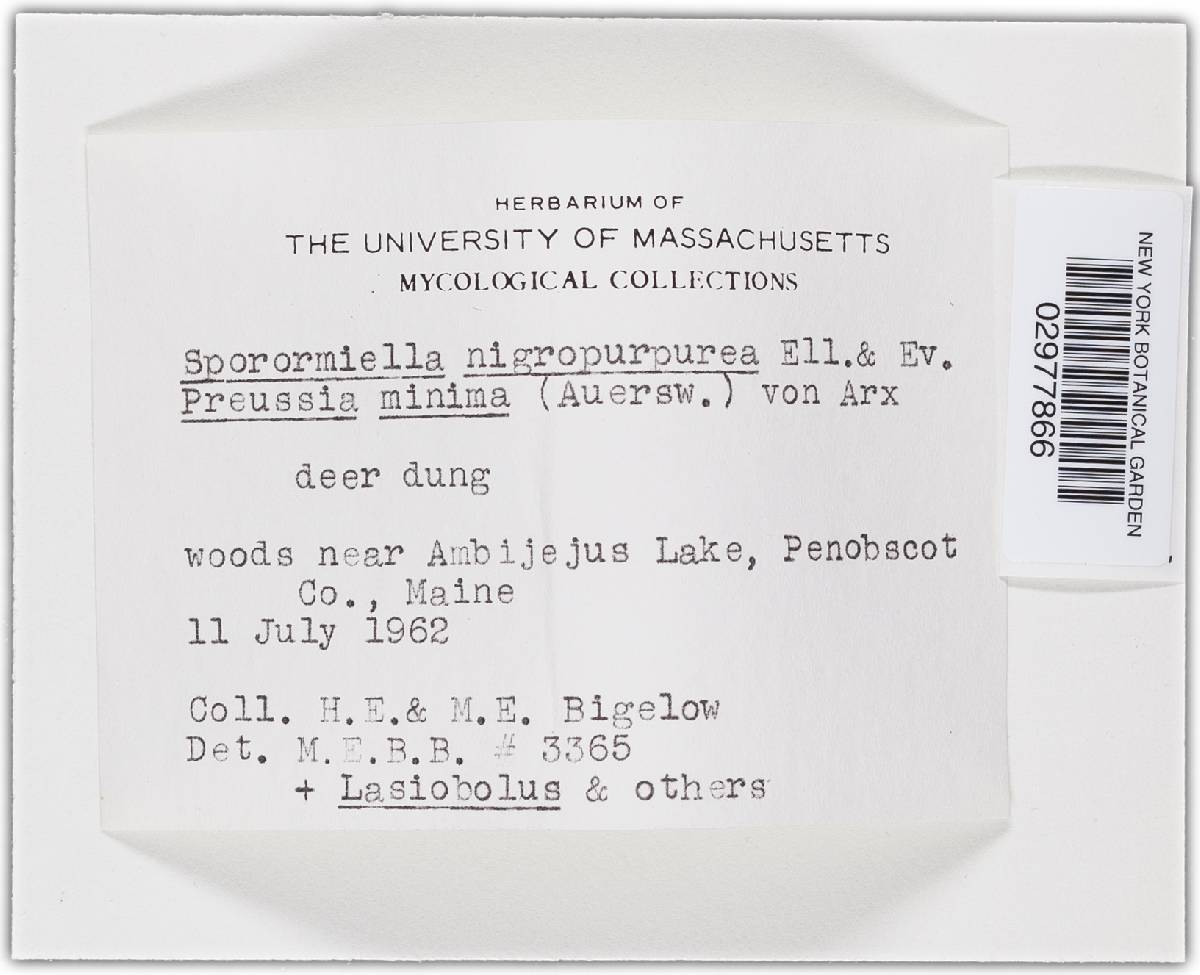 HERBARIUM OF
THE UNIVERSITY OF MASSACHUSETTS
MYCOLOGICAL COLLECTIONS
Sporormiella nigropurpurea Ell.& Ev.
Preussia minima (Auersw.) von Arx
deer dung
woods near Ambijejus Lake, Penobscot
Co., Maine
11 July 1962
Coll. H.E.& M.E. Bigelow
Det. M.E.B.B. # 3365
+ Lasiobolus & others
NEW YORK BOTANICAL GARDEN
02977866